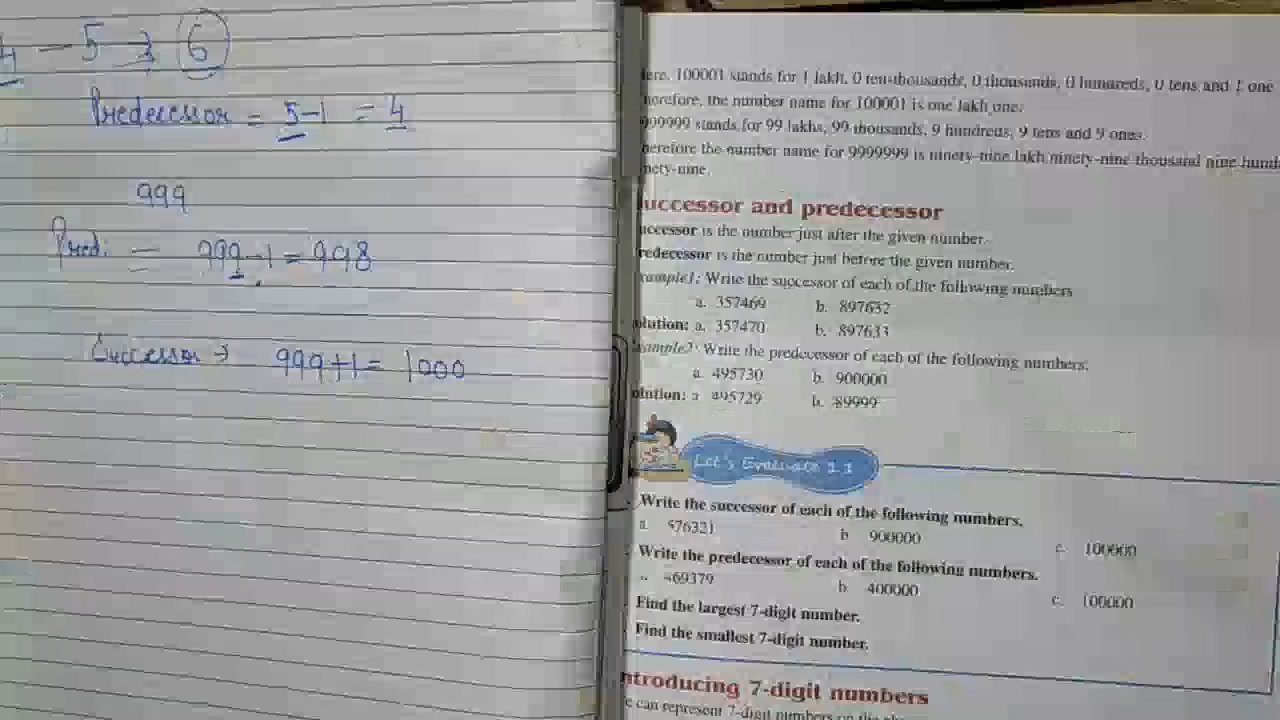 4 — 5 → 6
Predecessor = 5-1 = 4
999
Pred. = 999-1 = 998
Successor → 999+1= 1000
ere, 100001 stands for 1 lakh, 0 ten-thousands, 0 thousands, 0 hundreds, 0 tens and 1 one
herefore, the number name for 100001 is one lakh one.
999999 stands for 99 lakhs, 99 thousands, 9 hundreds, 9 tens and 9 ones.
herefore the number name for 9999999 is ninety-nine lakh ninety-nine thousand nine hund
nety-nine.
uccessor and predecessor
uccessor is the number just after the given number.
redecessor is the number just before the given number.
xample1: Write the successor of each of the following numbers
a. 357469 b. 897632
olution: a. 357470 b. 897633
xample2: Write the predecessor of each of the following numbers.
a. 495730 b. 900000
olution: a 495729 b. 89999
Let's Evaluate 1.1
Write the successor of each of the following numbers.
a. 576321 b 900000 c. 100000
Write the predecessor of each of the following numbers.
a. 469379 b 400000 c. 100000
Find the largest 7-digit number.
Find the smallest 7-digit number.
ntroducing 7-digit numbers
e can represent 7-digit numbers on the